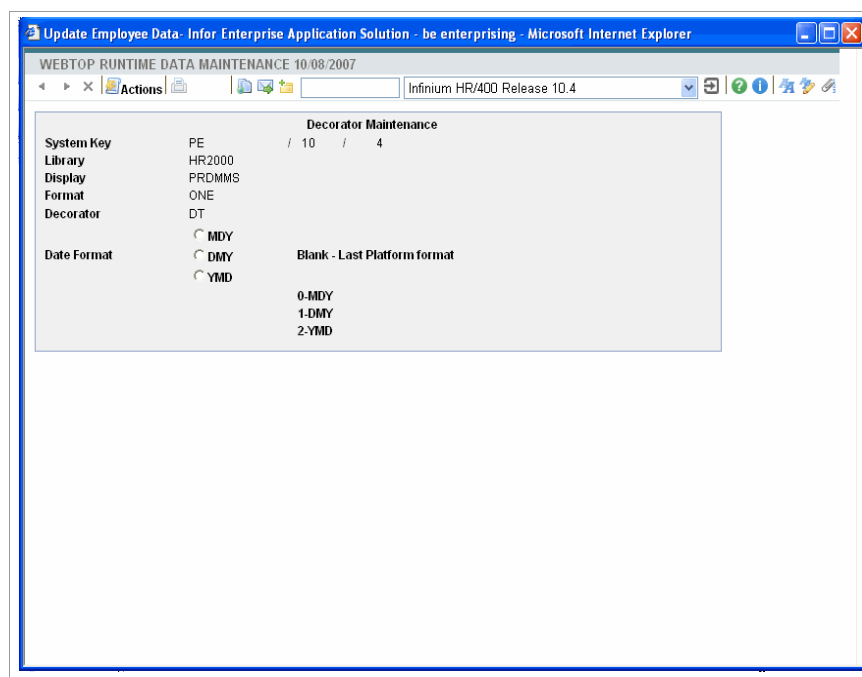 Update Employee Data- Infor Enterprise Application Solution - be enterprising - Microsoft Internet Explorer
WEBTOP RUNTIME DATA MAINTENANCE 10/08/2007
Actions Infinium HR/400 Release 10.4
Decorator Maintenance
System Key PE / 10 / 4
Library HR2000
Display PRDMMS
Format ONE
Decorator DT
MDY
Date Format DMY Blank - Last Platform format
YMD
0-MDY
1-DMY
2-YMD